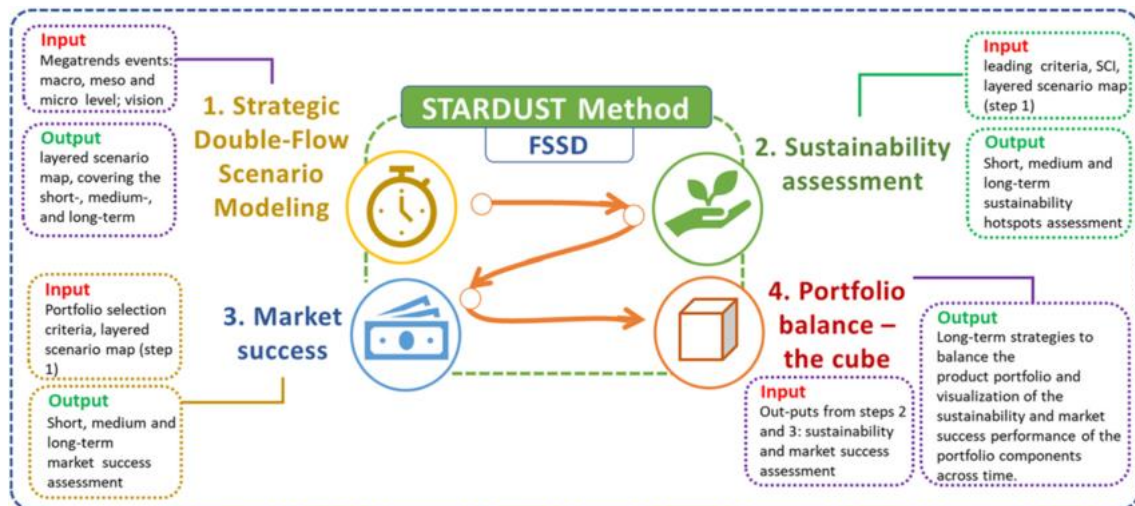 STARDUST Method
FSSD
1. Strategic
Double-Flow
Scenario
Modeling
Input
Megatrends events:
macro, meso and
micro level; vision
Output
layered scenario
map, covering the
short-, medium-,
and long-term
2. Sustainability
assessment
Input
leading criteria, SCI,
layered scenario map
(step 1)
Output
Short, medium and
long-term
sustainability
hotspots assessment
3. Market
success
Input
Portfolio selection
criteria, layered
scenario map (step
1)
Output
Short, medium and
long-term
market success
assessment
4. Portfolio
balance –
the cube
Input
Out-puts from steps 2
and 3: sustainability
and market success
assessment
Output
Long-term strategies to
balance the
product portfolio and
visualization of the
sustainability and market
success performance of the
portfolio components
across time.